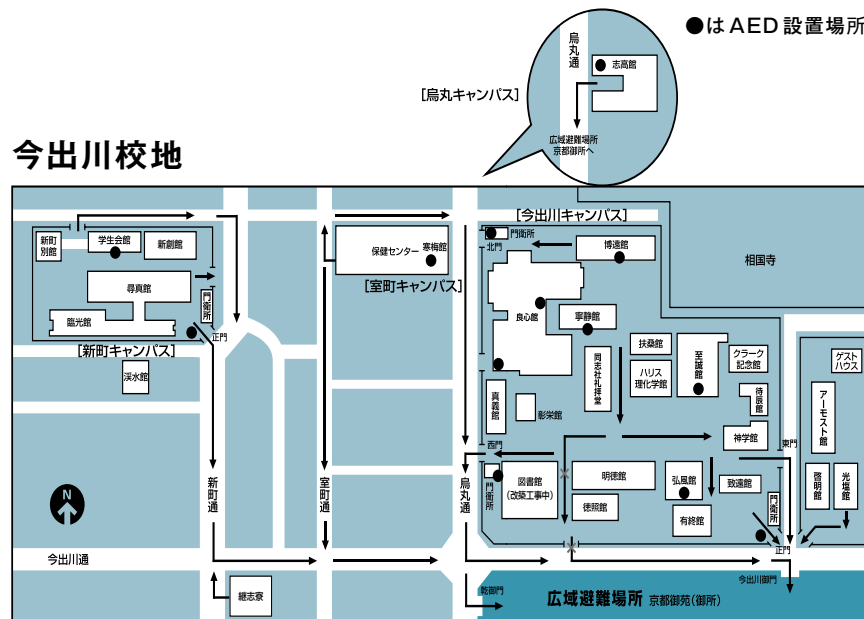 ●はAED設置場所
烏丸通
志高館
[烏丸キャンパス]
広域避難場所
京都御所へ
今出川校地
[今出川キャンパス]
新町
別館
学生会館
新創館
尋真館
臨光館
門衛所
正門
[新町キャンパス]
渓水館
保健センター
寒梅館
[室町キャンパス]
門衛所
北門
博遠館
相国寺
良心館
寧静館
扶桑館
至誠館
クラーク
記念館
ゲスト
ハウス
同志社礼拝堂
ハリス
理化学館
アーモスト館
真義館
彰栄館
待辰館
神学館
西門
東門
門衛所
図書館
(改築工事中)
明徳館
弘風館
致遠館
啓明館
光塩館
徳照館
有終館
門衛所
正門
N
新町通
室町通
烏丸通
今出川通
継志寮
乾御門
広域避難場所 京都御苑(御所)
今出川御門